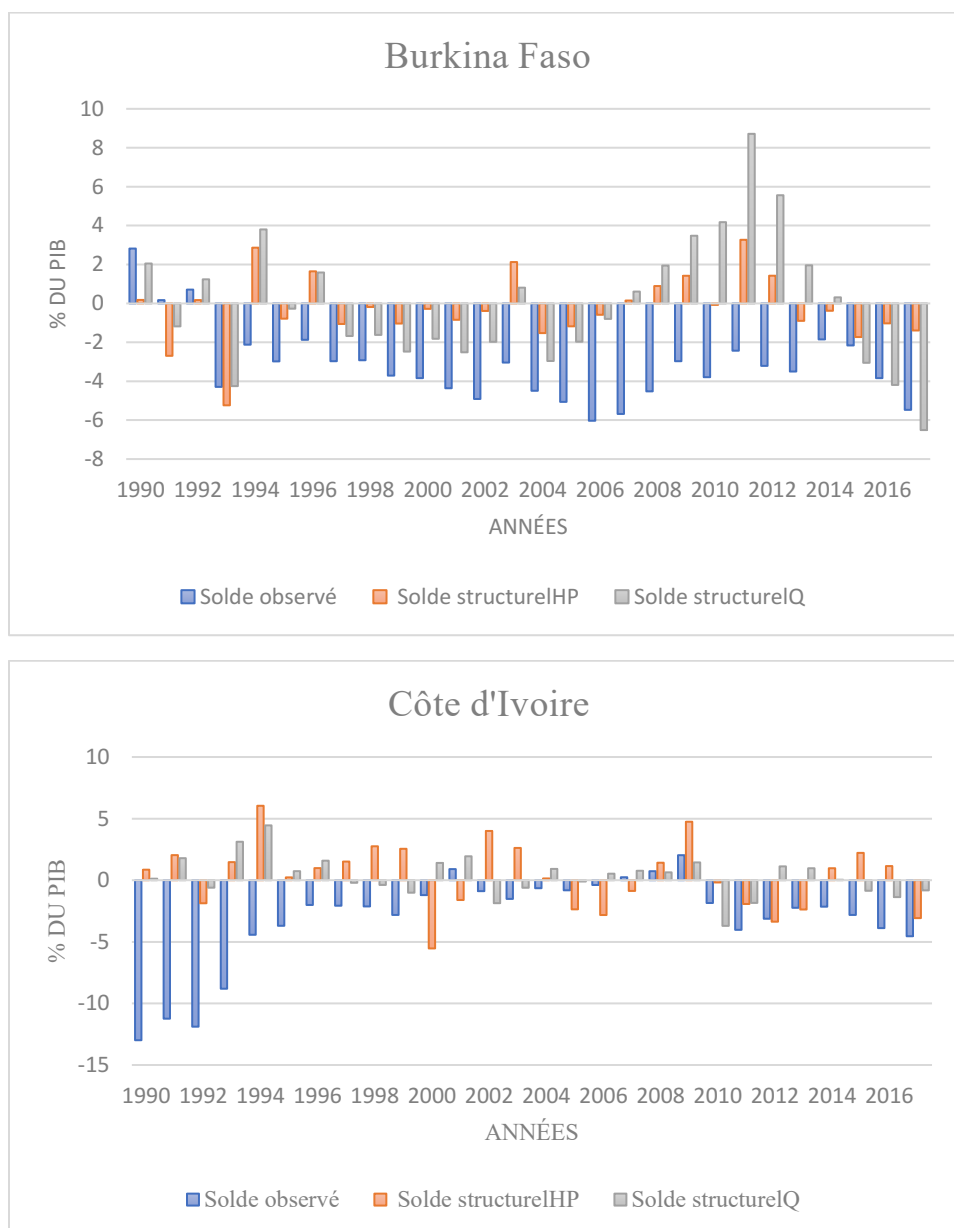 Burkina Faso
10
8
6
4
2
0
-2
-4
-6
-8
% DU PIB
1990 1992 1994 1996 1998 2000 2002 2004 2006 2008 2010 2012 2014 2016
ANNÉES
Solde observé Solde structurelHP Solde structurelQ
Côte d'Ivoire
10
5
0
-5
-10
-15
% DU PIB
1990 1992 1994 1996 1998 2000 2002 2004 2006 2008 2010 2012 2014 2016
ANNÉES
Solde observé Solde structurelHP Solde structurelQ